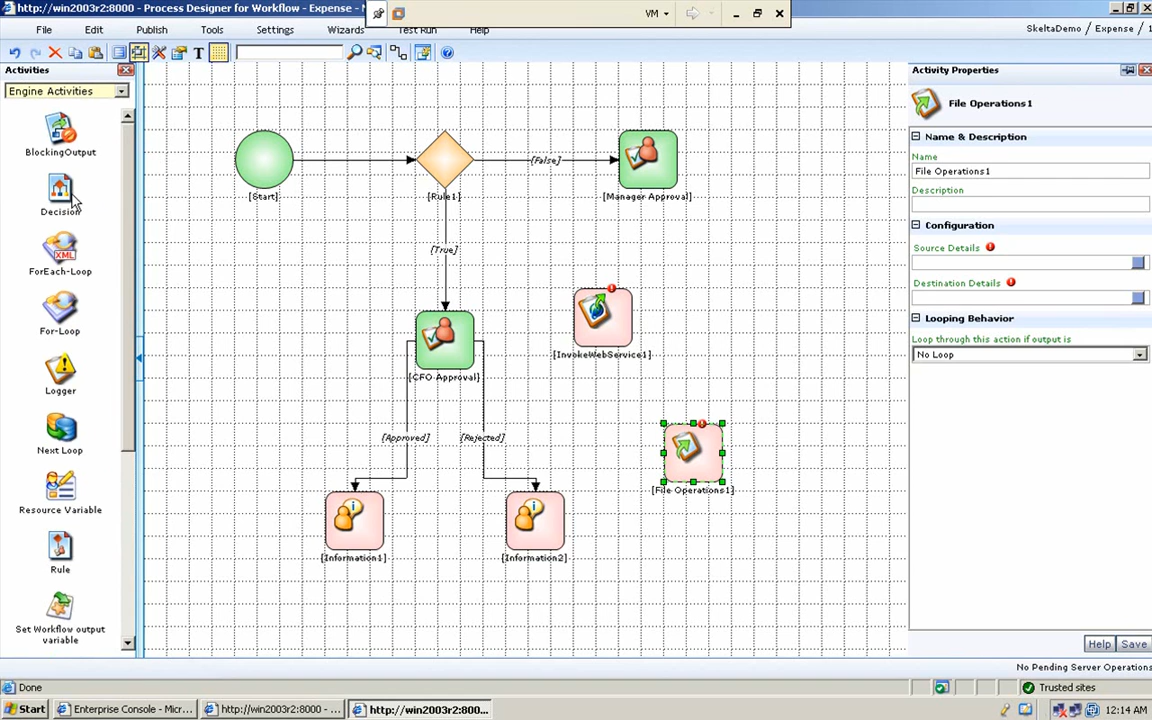 http://win2003r2:8000 - Process Designer for Workflow - Expense -
VM
File
Edit
Publish
Tools
Settings
Wizards
Test Run
Help
SkeltaDemo / Expense / 1
T
Activities
Engine Activities
BlockingOutput
Decision
XML
ForEach-Loop
For-Loop
Logger
Next Loop
Resource Variable
Rule
Set Workflow output
variable
[Start]
[Rule1]
{False}
[Manager Approval]
{True}
[CFO Approval]
[InvokeWebService1]
{Approved}
{Rejected}
[File Operations1]
[Information1]
[Information2]
Activity Properties
File Operations1
Name & Description
Name
File Operations1
Description
Configuration
Source Details
Destination Details
Looping Behavior
Loop through this action if output is
No Loop
Help
Save
No Pending Server Operations
Done
Trusted sites
Start
Enterprise Console - Mic...
http://win2003r2:8000 - ...
http://win2003r2:800...
12:14 AM